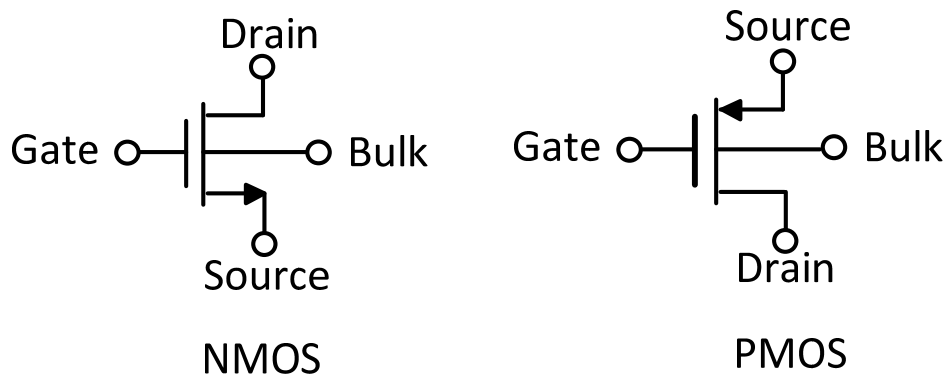 Drain
Gate
Bulk
Source
NMOS
Source
Gate
Bulk
Drain
PMOS